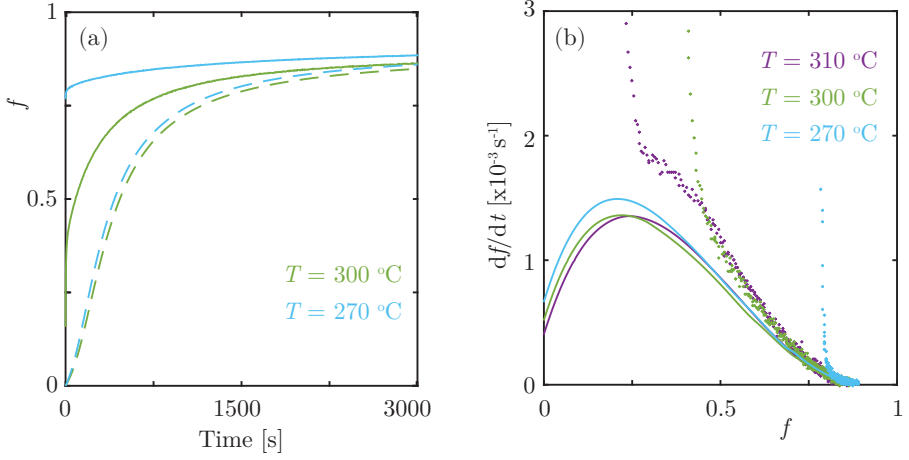 (a)
1
0.5
0
f
T = 300 °C
T = 270 °C
0
1500
3000
Time [s]
(b)
3
2
1
0
df/dt [x10⁻³ s⁻¹]
T = 310 °C
T = 300 °C
T = 270 °C
0
0.5
1
f